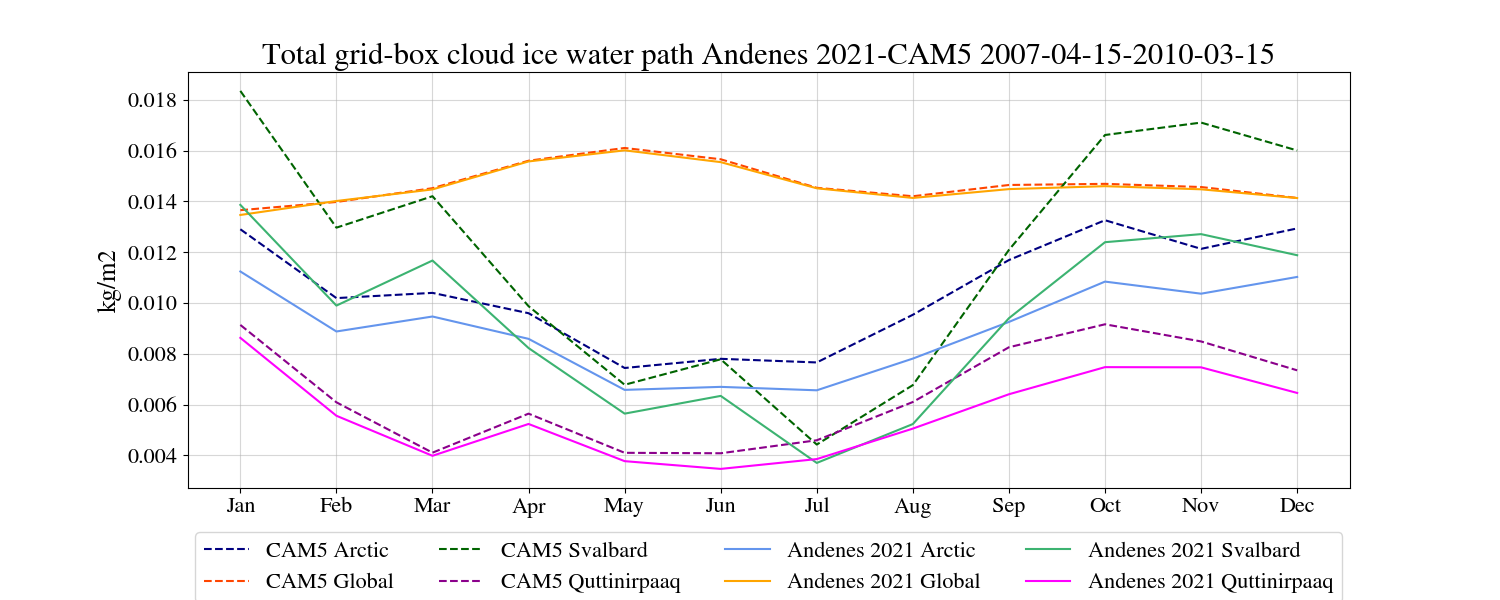 Total grid-box cloud ice water path Andenes 2021-CAM5 2007-04-15-2010-03-15
kg/m2
0.018
0.016
0.014
0.012
0.010
0.008
0.006
0.004
Jan Feb Mar Apr May Jun Jul Aug Sep Oct Nov Dec
CAM5 Arctic CAM5 Svalbard Andenes 2021 Arctic Andenes 2021 Svalbard
CAM5 Global CAM5 Quttinirpaaq Andenes 2021 Global Andenes 2021 Quttinirpaaq